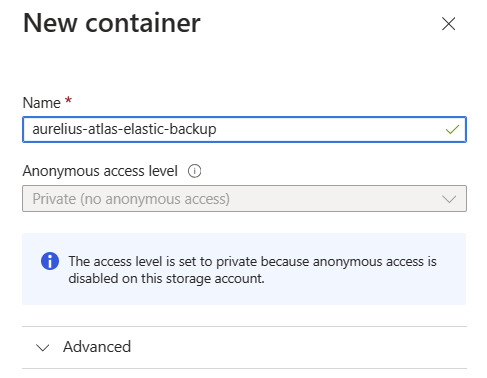 New container
Name *
aurelius-atlas-elastic-backup
Anonymous access level
Private (no anonymous access)
The access level is set to private because anonymous access is
disabled on this storage account.
Advanced